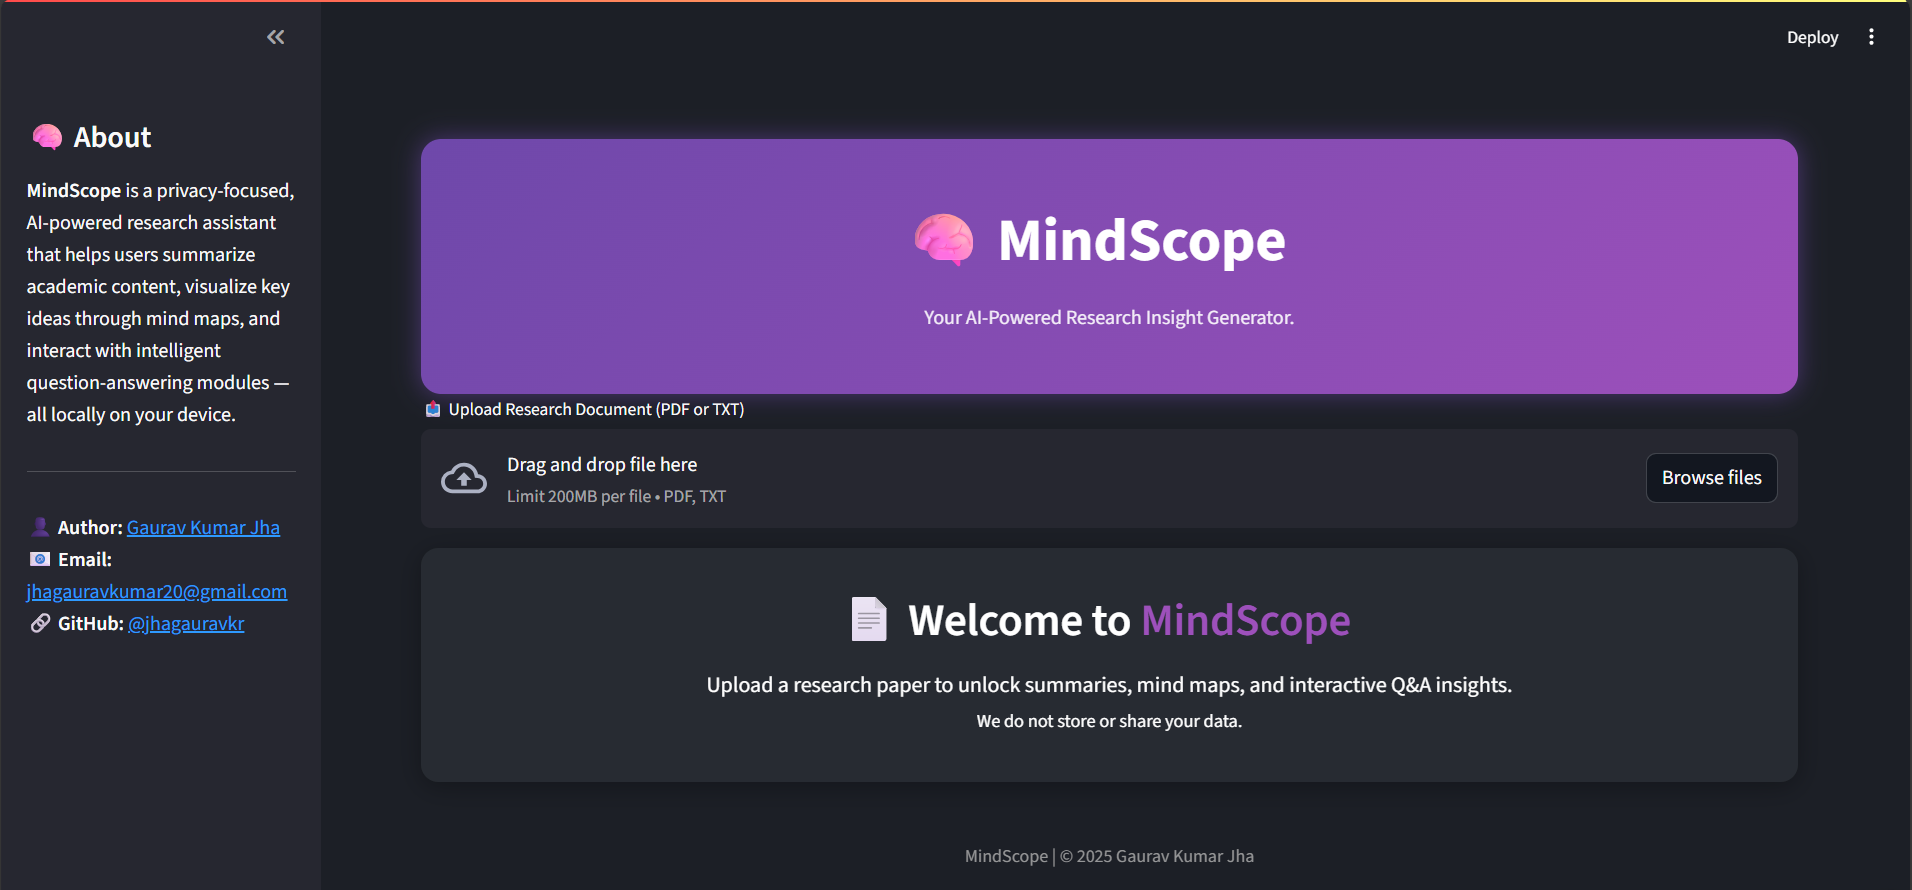 Deploy
About
MindScope is a privacy-focused,
AI-powered research assistant
that helps users summarize
academic content, visualize key
ideas through mind maps, and
interact with intelligent
question-answering modules —
all locally on your device.
Author: Gaurav Kumar Jha
Email:
jhagauravkumar20@gmail.com
GitHub: @jhagauravkr
MindScope
Your AI-Powered Research Insight Generator.
Upload Research Document (PDF or TXT)
Drag and drop file here
Limit 200MB per file • PDF, TXT
Browse files
Welcome to MindScope
Upload a research paper to unlock summaries, mind maps, and interactive Q&A insights.
We do not store or share your data.
MindScope | © 2025 Gaurav Kumar Jha